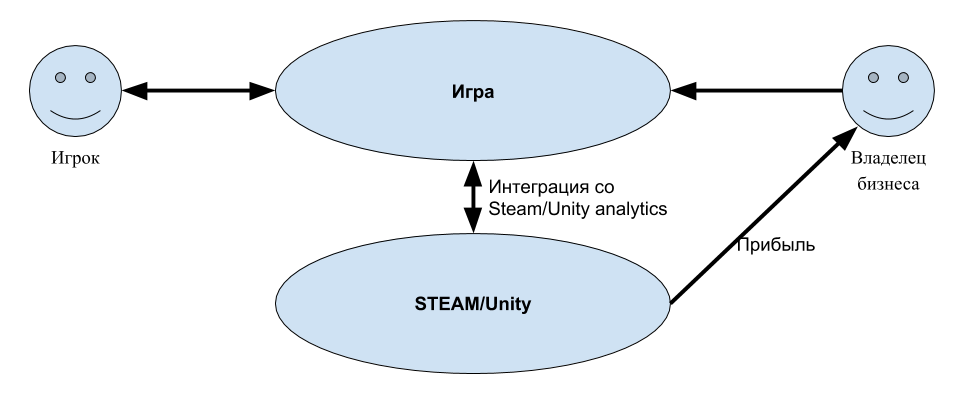 Игра
Игрок
Владелец
бизнеса
Интеграция со
Steam/Unity analytics
Прибыль
STEAM/Unity